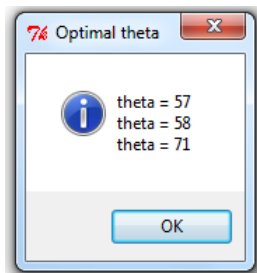 Optimal theta
theta = 57
theta = 58
theta = 71
OK